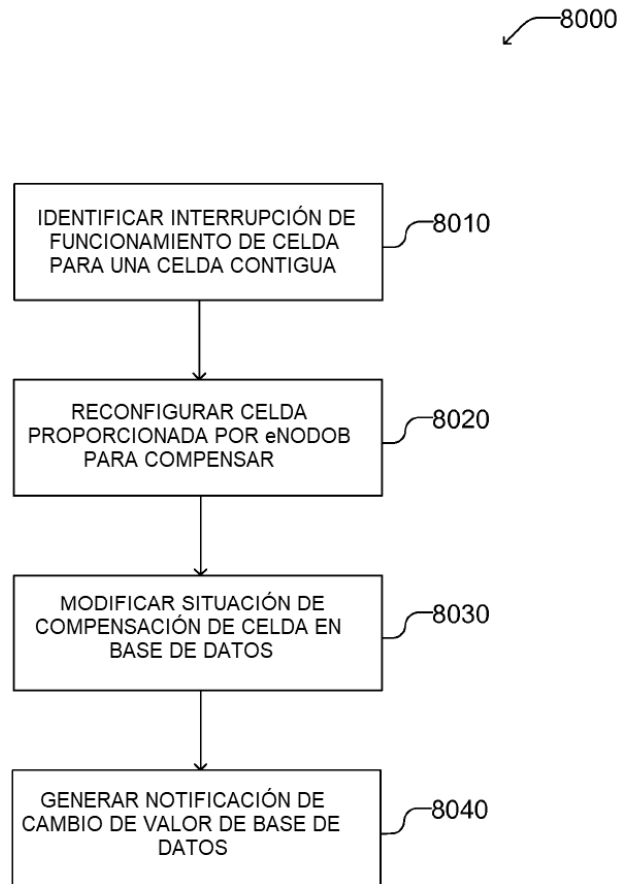 8000
IDENTIFICAR INTERRUPCIÓN DE
FUNCIONAMIENTO DE CELDA
PARA UNA CELDA CONTIGUA
8010
RECONFIGURAR CELDA
PROPORCIONADA POR eNODOB
PARA COMPENSAR
8020
MODIFICAR SITUACIÓN DE
COMPENSACIÓN DE CELDA EN
BASE DE DATOS
8030
GENERAR NOTIFICACIÓN DE
CAMBIO DE VALOR DE BASE DE
DATOS
8040